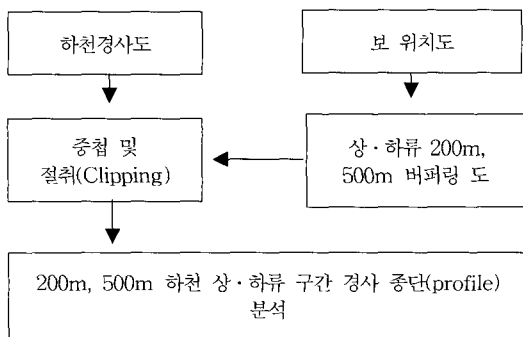 하천경사도
보 위치도
중첩 및
절취(Clipping)
상·하류 200m,
500m 버퍼링 도
200m, 500m 하천 상·하류 구간 경사 종단(profile)
분석